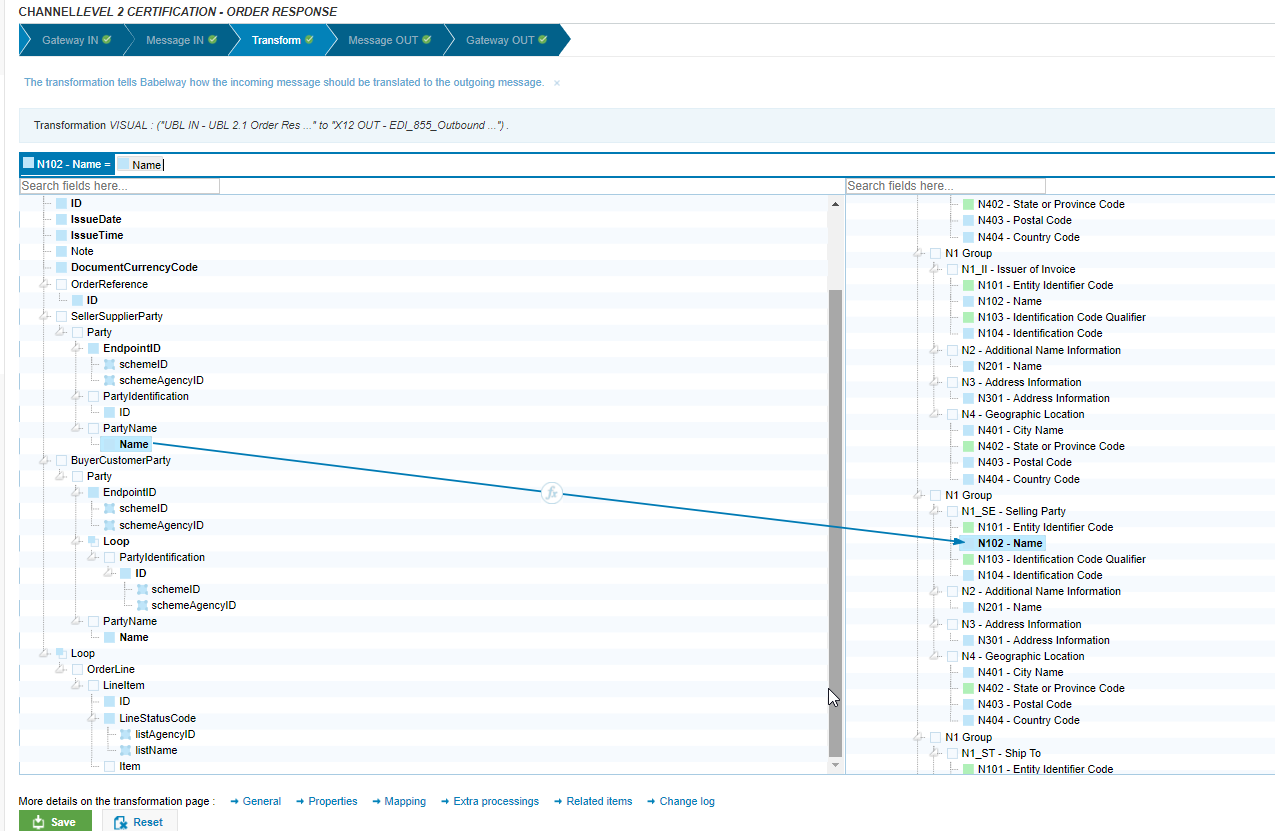 CHANNELLEVEL 2 CERTIFICATION - ORDER RESPONSE
Gateway IN Message IN Transform Message OUT Gateway OUT
The transformation tells Babelway how the incoming message should be translated to the outgoing message. ×
Transformation VISUAL : ("UBL IN - UBL 2.1 Order Res ..." to "X12 OUT - EDI_855_Outbound ...") .
N102 - Name = Name
Search fields here...
ID
IssueDate
IssueTime
Note
DocumentCurrencyCode
OrderReference
ID
SellerSupplierParty
Party
EndpointID
schemeID
schemeAgencyID
PartyIdentification
ID
PartyName
Name
BuyerCustomerParty
Party
EndpointID
schemeID
schemeAgencyID
Loop
PartyIdentification
ID
schemeID
schemeAgencyID
PartyName
Name
Loop
OrderLine
LineItem
ID
LineStatusCode
listAgencyID
listName
Item
fx
Search fields here...
N402 - State or Province Code
N403 - Postal Code
N404 - Country Code
N1 Group
N1_II - Issuer of Invoice
N101 - Entity Identifier Code
N102 - Name
N103 - Identification Code Qualifier
N104 - Identification Code
N2 - Additional Name Information
N201 - Name
N3 - Address Information
N301 - Address Information
N4 - Geographic Location
N401 - City Name
N402 - State or Province Code
N403 - Postal Code
N404 - Country Code
N1 Group
N1_SE - Selling Party
N101 - Entity Identifier Code
N102 - Name
N103 - Identification Code Qualifier
N104 - Identification Code
N2 - Additional Name Information
N201 - Name
N3 - Address Information
N301 - Address Information
N4 - Geographic Location
N401 - City Name
N402 - State or Province Code
N403 - Postal Code
N404 - Country Code
N1 Group
N1_ST - Ship To
N101 - Entity Identifier Code
More details on the transformation page : General Properties Mapping Extra processings Related items Change log
Save Reset